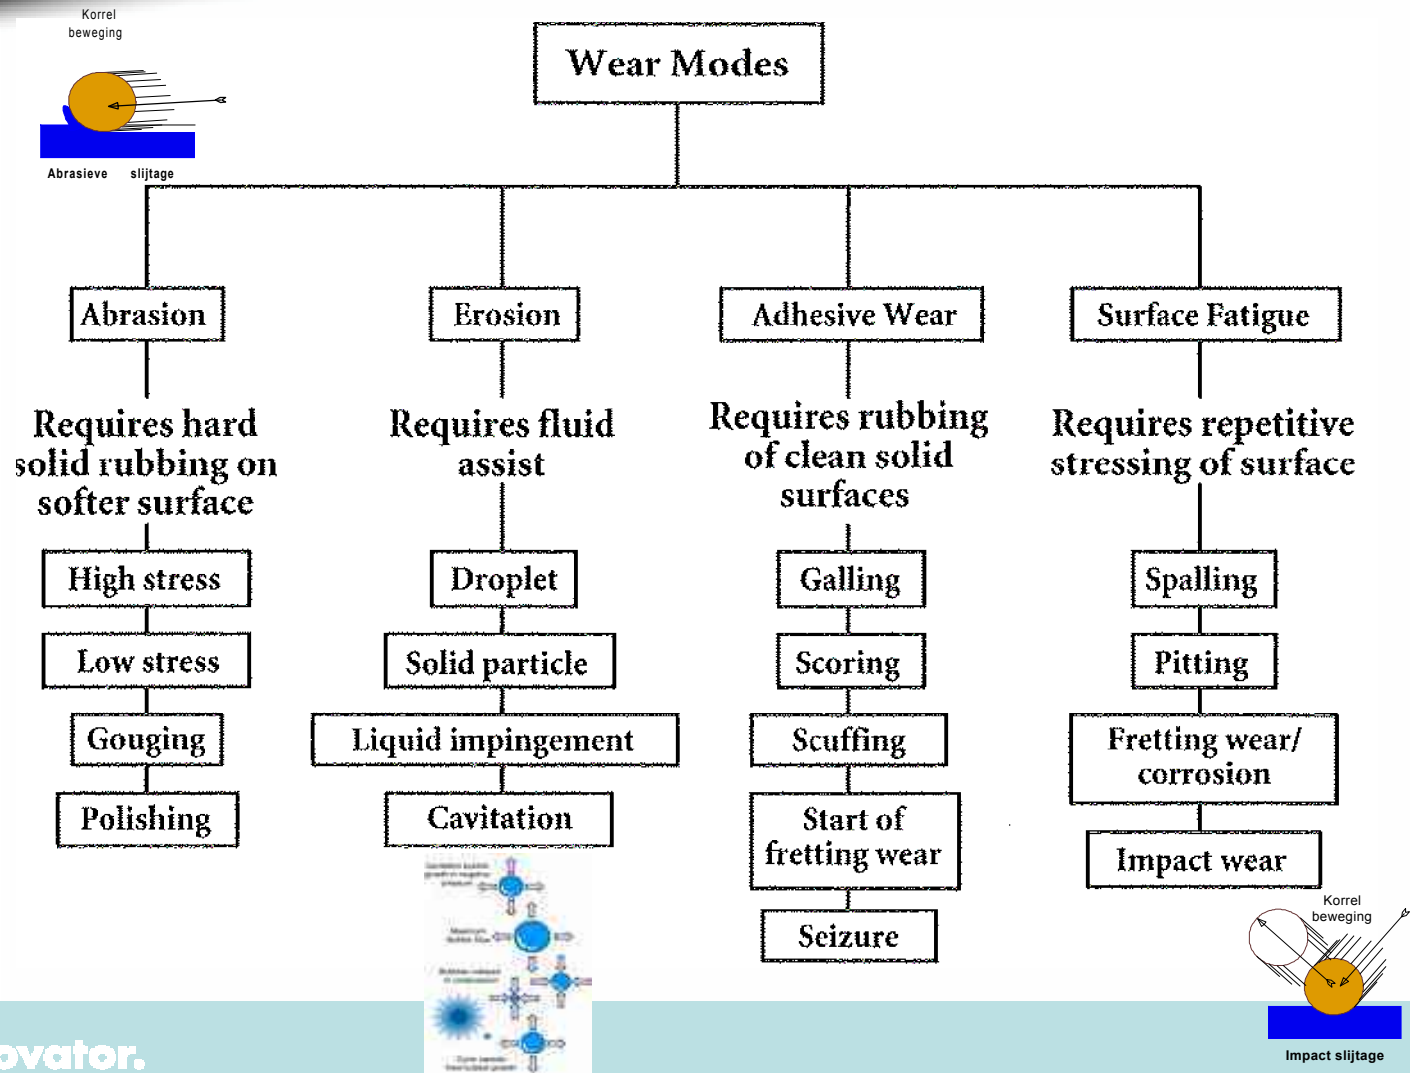 Korrel
beweging
Abrasieve slijtage
Wear Modes
Abrasion
Requires hard
solid rubbing on
softer surface
High stress
Low stress
Gouging
Polishing
Erosion
Requires fluid
assist
Droplet
Solid particle
Liquid impingement
Cavitation
Adhesive Wear
Requires rubbing
of clean solid
surfaces
Galling
Scoring
Scuffing
Start of
fretting wear
Seizure
Surface Fatigue
Requires repetitive
stressing of surface
Spalling
Pitting
Fretting wear/
corrosion
Impact wear
Korrel
beweging
Impact slijtage
ovator.